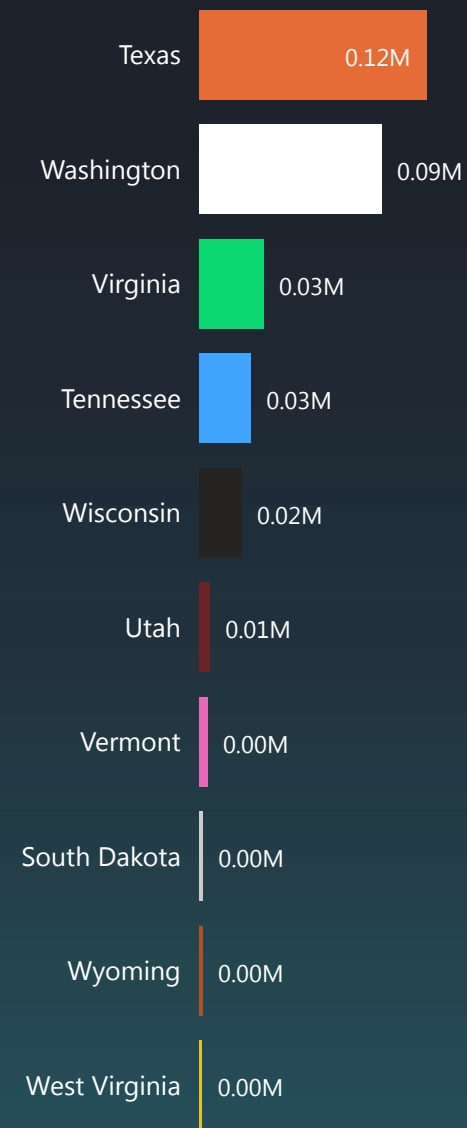 Texas 0.12M
Washington 0.09M
Virginia 0.03M
Tennessee 0.03M
Wisconsin 0.02M
Utah 0.01M
Vermont 0.00M
South Dakota 0.00M
Wyoming 0.00M
West Virginia 0.00M